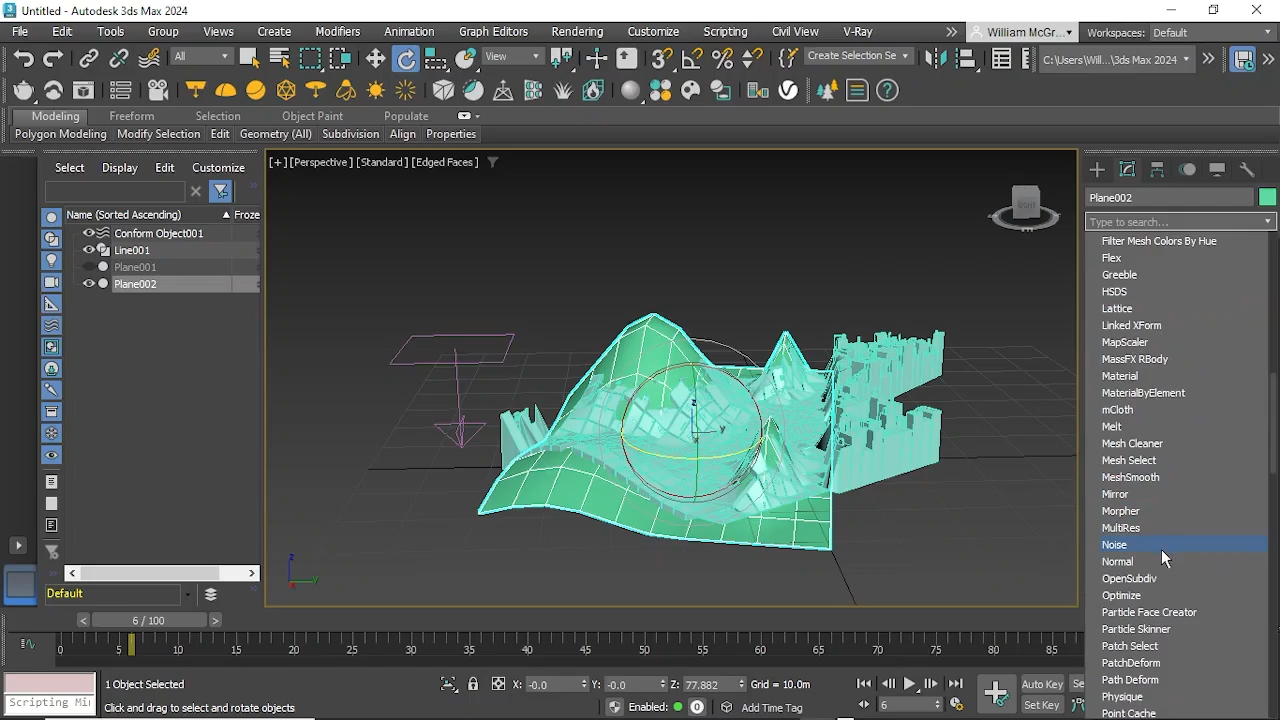 Untitled - Autodesk 3ds Max 2024
File Edit Tools Group Views Create Modifiers Animation Graph Editors Rendering Customize Scripting Civil View V-Ray William McGr... Workspaces: Default
All View Create Selection Se C:\Users\Will...\3ds Max 2024
Modeling Freeform Selection Object Paint Populate
Polygon Modeling Modify Selection Edit Geometry (All) Subdivision Align Properties
Select Display Edit Customize
Name (Sorted Ascending) Froze
Conform Object001
Line001
Plane001
Plane002
Default
6 / 100
[+] [Perspective] [Standard] [Edged Faces]
z
y
z
y
x
Plane002
Type to search...
Filter Mesh Colors By Hue
Flex
Greeble
HSDS
Lattice
Linked XForm
MapScaler
MassFX RBody
Material
MaterialByElement
mCloth
Melt
Mesh Cleaner
Mesh Select
MeshSmooth
Mirror
Morpher
MultiRes
Noise
Normal
OpenSubdiv
Optimize
Particle Face Creator
Particle Skinner
Patch Select
PatchDeform
Path Deform
Physique
Point Cache
0 5 10 15 20 25 30 35 40 45 50 55 60 65 70 75 80 85
1 Object Selected X: -0.0 Y: -0.0 Z: 77.882 Grid = 10.0m Auto Key Se
Scripting Mi Click and drag to select and rotate objects Enabled: 0 Add Time Tag 6 Set Key